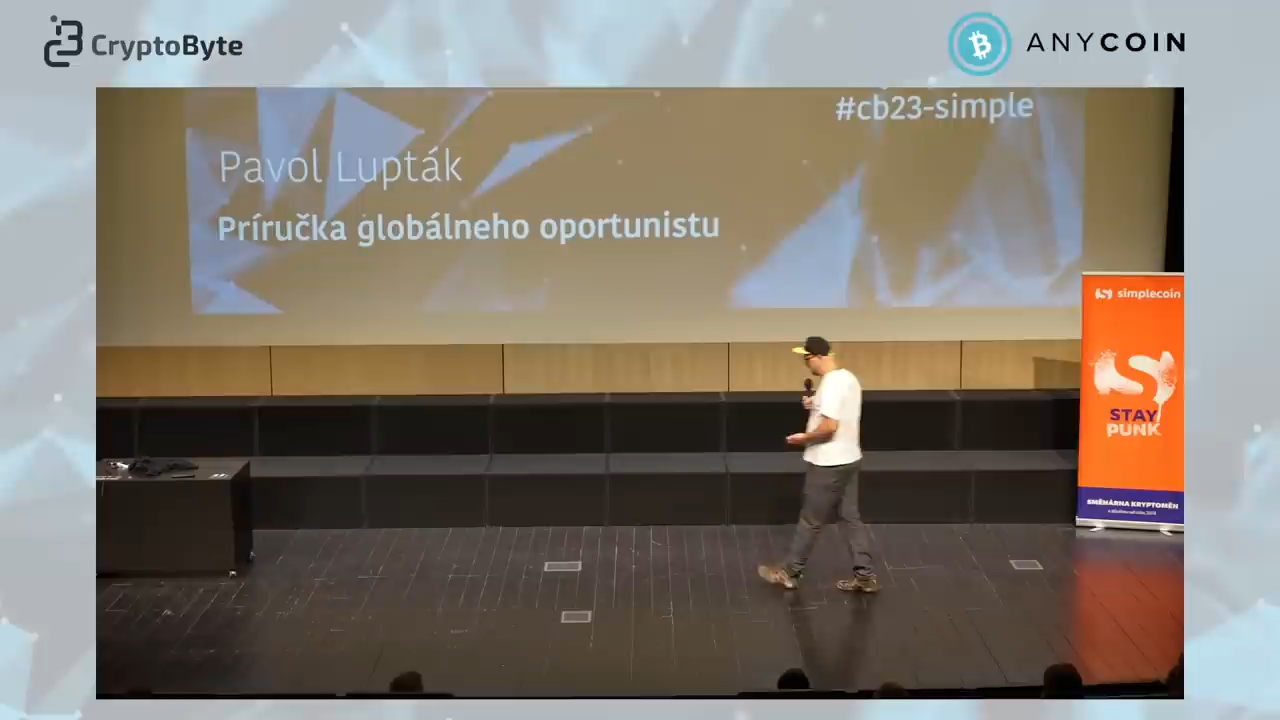 CryptoByte
ANYCOIN
#cb23-simple
Pavol Lupták
Príručka globálneho oportunistu
simplecoin
STAY
PUNK
SMĚNÁRNA KRYPTOMĚN